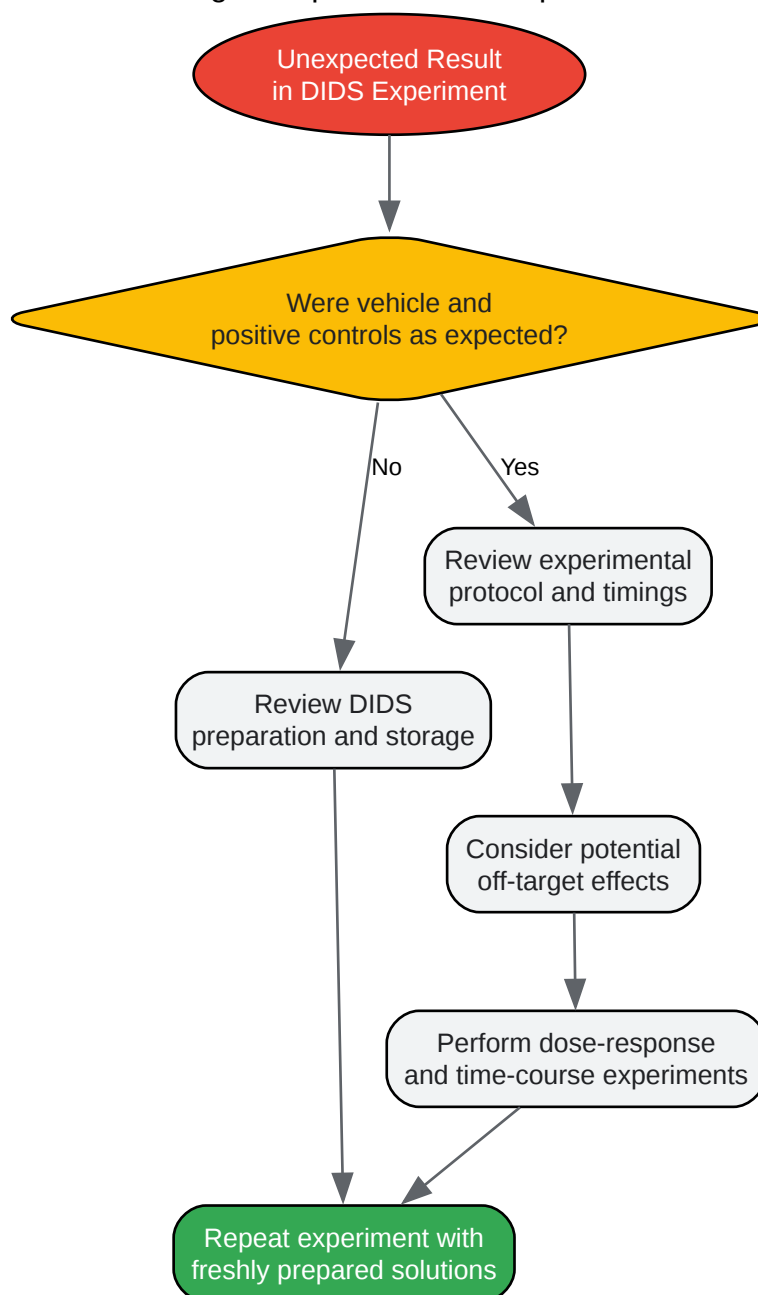 Unexpected Result
in DIDS Experiment
Were vehicle and
positive controls as expected?
No
Yes
Review experimental
protocol and timings
Review DIDS
preparation and storage
Consider potential
off-target effects
Perform dose-response
and time-course experiments
Repeat experiment with
freshly prepared solutions